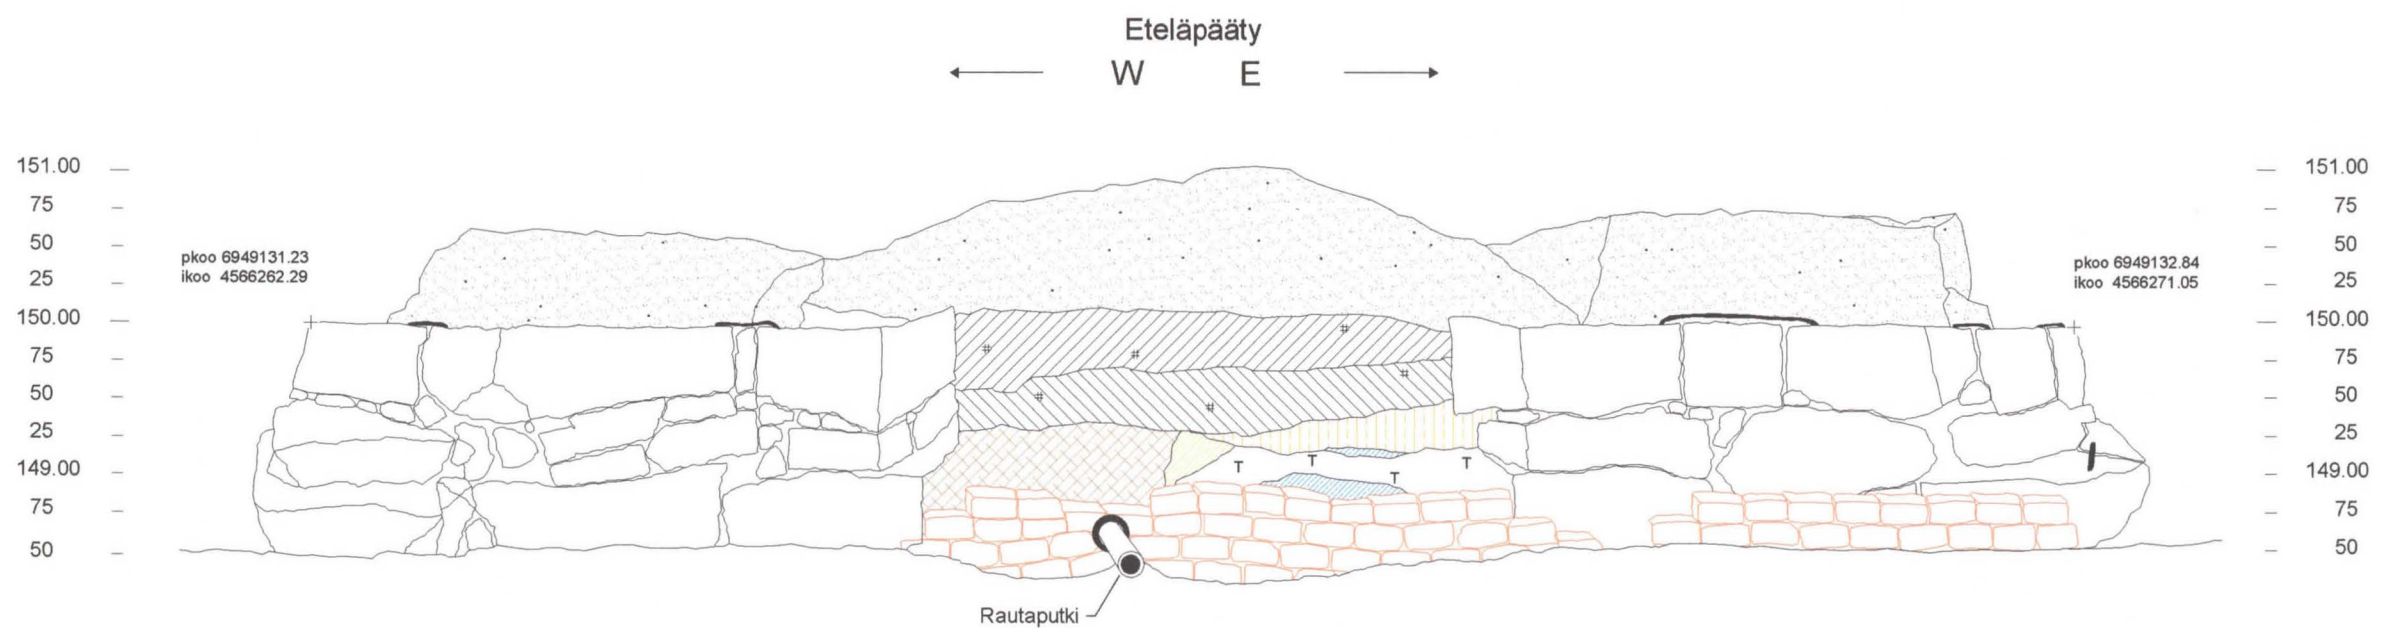 Eteläpääty
W E
151.00 151.00
75 75
50 50
pkoo 6949131.23
ikoo 4566262.29
pkoo 6949132.84
ikoo 4566271.05
25 25
150.00 150.00
# # #
75 75
# # #
50 50
25 25
T T T T
149.00 149.00
75 75
50 50
Rautaputki